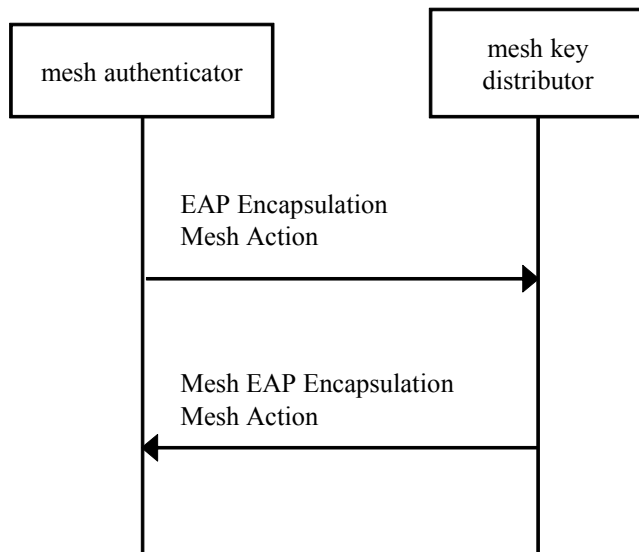 mesh authenticator
mesh key
distributor
EAP Encapsulation
Mesh Action
Mesh EAP Encapsulation
Mesh Action